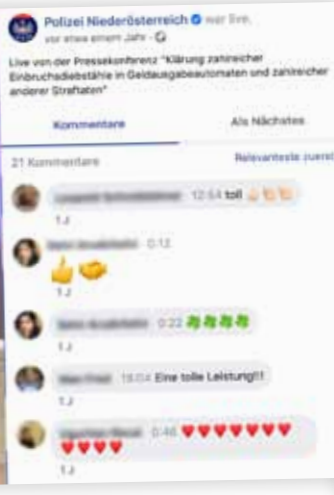 Polizei Niederösterreich war live.
vor etwa einem Jahr ·
Live von der Pressekonferenz "Klärung zahlreicher
Einbruchsdiebstähle in Geldausgabeautomaten und zahlreicher
anderer Straftaten"
Kommentare Als Nächstes
21 Kommentare Relevanteste zuerst
12:54 toll 👍🏻👏🏻👏🏻
1 J
0:13
👍🤝
1 J
0:22 🍀🍀🍀🍀
1 J
18:04 Eine tolle Leistung!!!
1 J
0:46 ❤️❤️❤️❤️❤️❤️❤️
❤️❤️❤️❤️
1 J